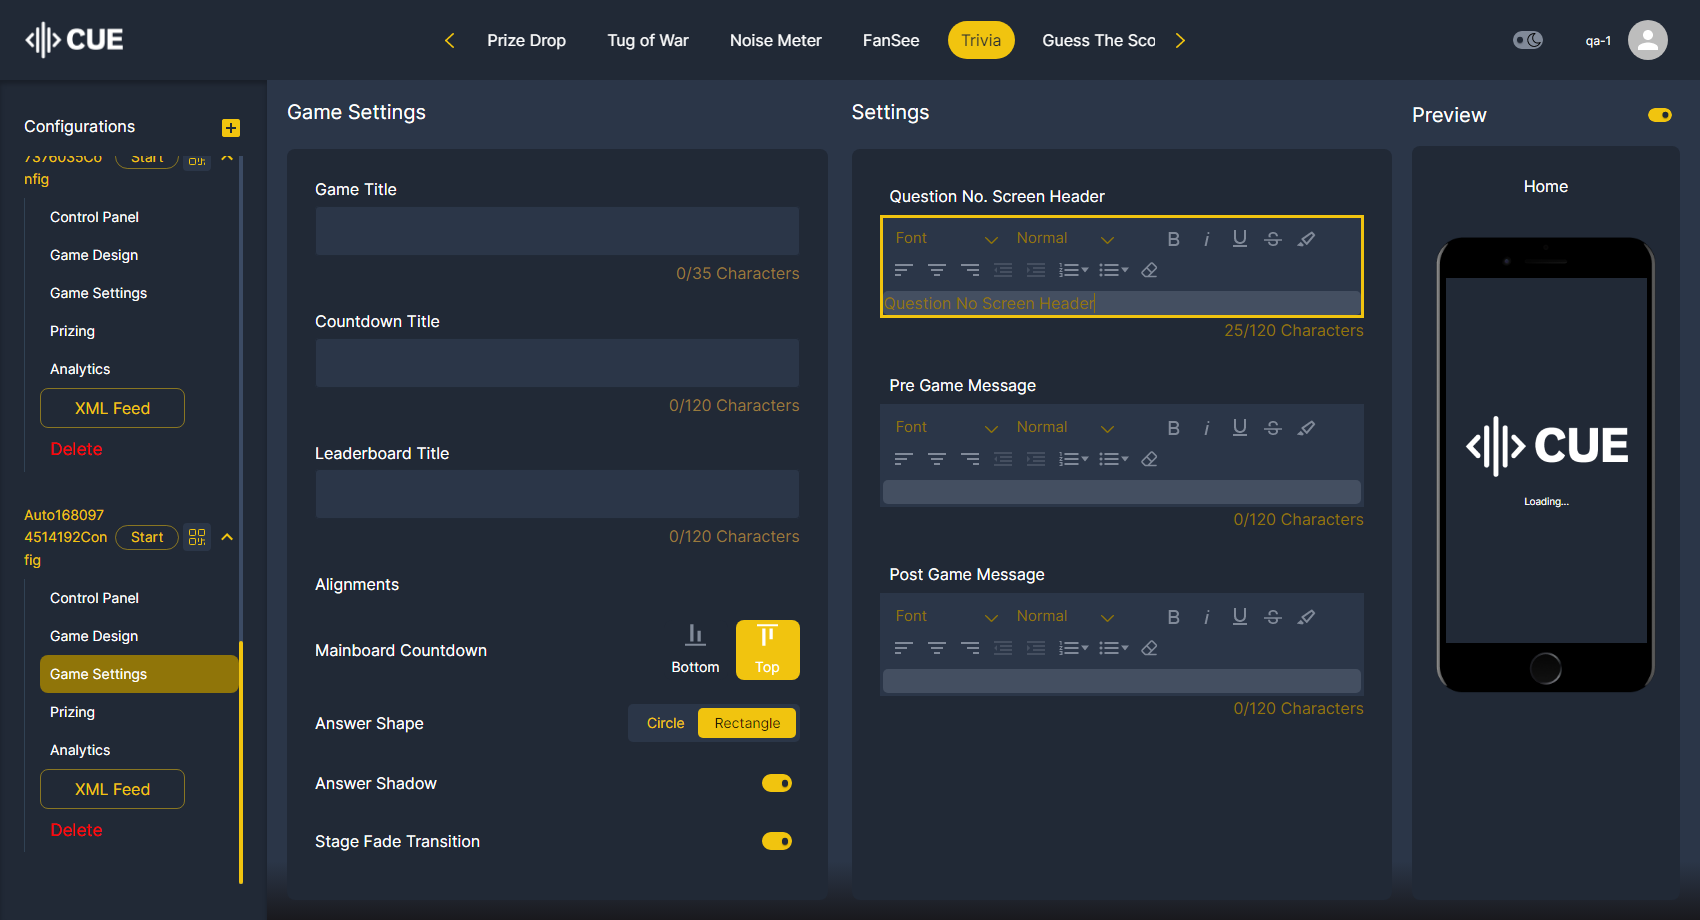 CUE
Prize Drop
Tug of War
Noise Meter
FanSee
Trivia
Guess The Sco
qa-1
Configurations
7376035Co
nfig
Start
Control Panel
Game Design
Game Settings
Prizing
Analytics
XML Feed
Delete
Auto168097
4514192Con
fig
Start
Control Panel
Game Design
Game Settings
Prizing
Analytics
XML Feed
Delete
Game Settings
Game Title
0/35 Characters
Countdown Title
0/120 Characters
Leaderboard Title
0/120 Characters
Alignments
Mainboard Countdown
Bottom
Top
Answer Shape
Circle
Rectangle
Answer Shadow
Stage Fade Transition
Settings
Question No. Screen Header
Font
Normal
Question No Screen Header
25/120 Characters
Pre Game Message
Font
Normal
0/120 Characters
Post Game Message
Font
Normal
0/120 Characters
Preview
Home
CUE
Loading...